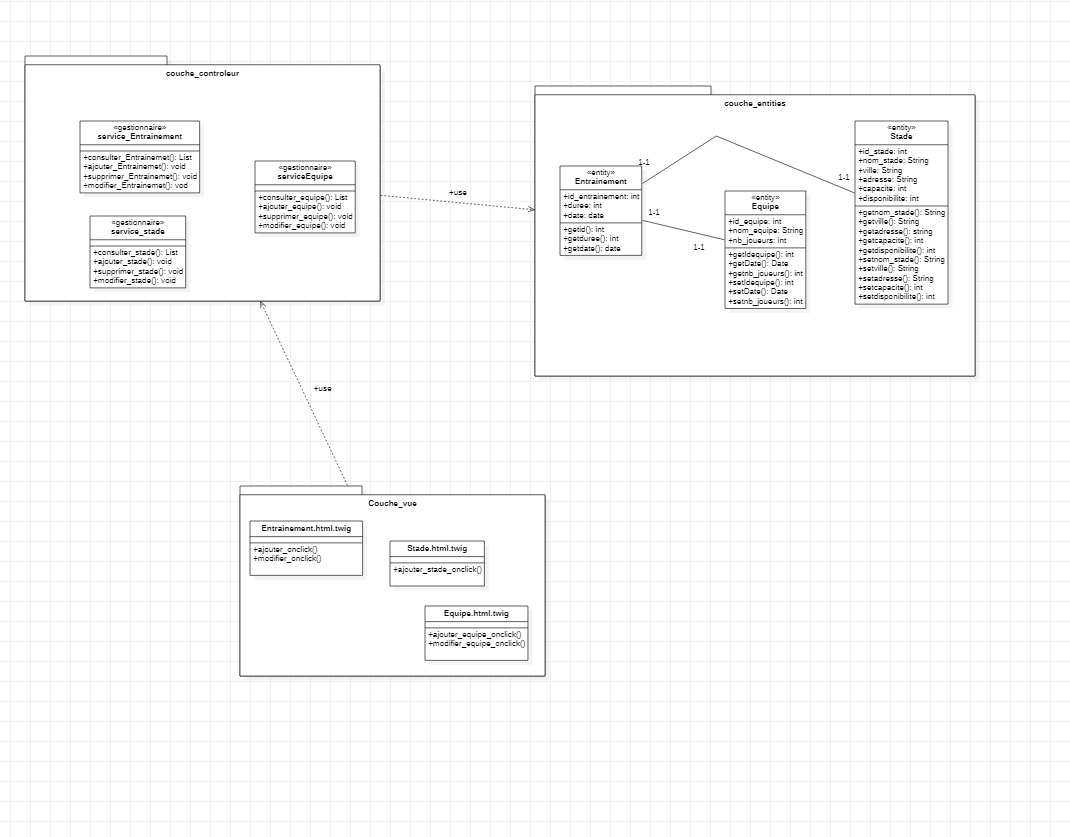 couche_controleur
«gestionnaire»
service_Entrainement
+consulter_Entrainemet(): List
+ajouter_Entrainemet(): void
+supprimer_Entrainemet(): void
+modifier_Entrainemet(): vod
«gestionnaire»
serviceEquipe
+consulter_equipe(): List
+ajouter_equipe(): void
+supprimer_equipe(): void
+modifier_equipe(): void
«gestionnaire»
service_stade
+consulter_stade(): List
+ajouter_stade(): void
+supprimer_stade(): void
+modifier_stade(): void
+use
couche_entities
«entity»
Entrainement
+id_entrainement: int
+duree: int
+date: date
+getid(): int
+getduree(): int
+getdate(): date
1-1
1-1
1-1
1-1
«entity»
Equipe
+id_equipe: int
+nom_equipe: String
+nb_joueurs: int
+getIdequipe(): int
+getDate(): Date
+getnb_joueurs(): int
+setIdequipe(): int
+setDate(): Date
+setnb_joueurs(): int
«entity»
Stade
+id_stade: int
+nom_stade: String
+ville: String
+adresse: String
+capacite: int
+disponibilite: int
+getnom_stade(): String
+getville(): String
+getadresse(): string
+getcapacite(): int
+getdisponibilite(): int
+setnom_stade(): String
+setville(): String
+setadresse(): String
+setcapacite(): int
+setdisponibilite(): int
+use
Couche_vue
Entrainement.html.twig
+ajouter_onclick()
+modifier_onclick()
Stade.html.twig
+ajouter_stade_onclick()
Equipe.html.twig
+ajouter_equipe_onclick()
+modifier_equipe_onclick()